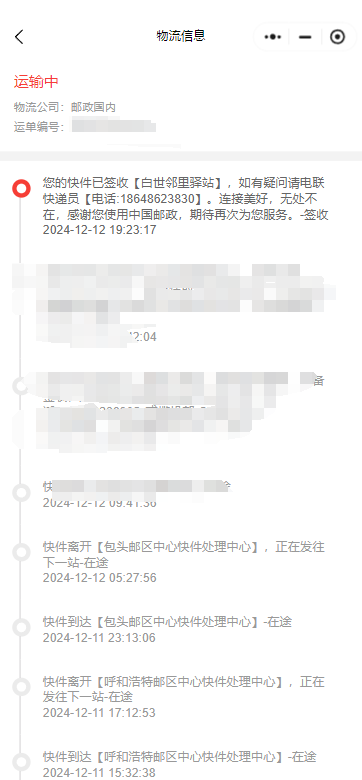 物流信息
运输中
物流公司：邮政国内
运单编号：
您的快件已签收【白世邻里驿站】，如有疑问请电联
快递员【电话:18648623830】。连接美好，无处不
在，感谢您使用中国邮政，期待再次为您服务。-签收
2024-12-12 19:23:17
2:04
备
快
途
2024-12-12 09:41:36
快件离开【包头邮区中心快件处理中心】，正在发往
下一站-在途
2024-12-12 05:27:56
快件到达【包头邮区中心快件处理中心】-在途
2024-12-11 23:13:06
快件离开【呼和浩特邮区中心快件处理中心】，正在
发往下一站-在途
2024-12-11 17:12:53
快件到达【呼和浩特邮区中心快件处理中心】-在途
2024-12-11 15:32:38